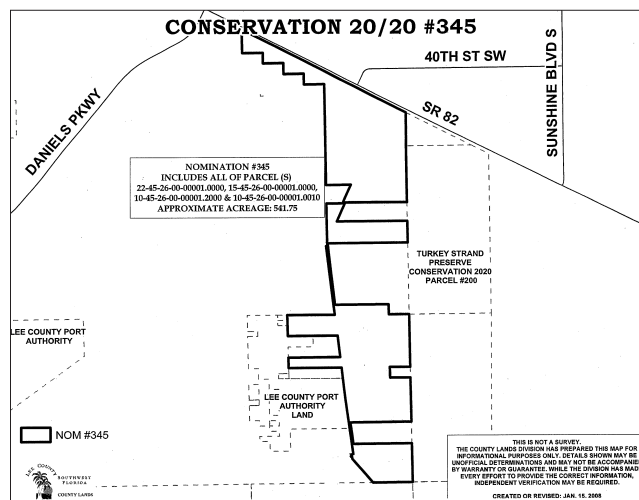 CONSERVATION 20/20 #345
40TH ST SW
SUNSHINE BLVD S
SR 82
DANIELS PKWY
NOMINATION #345
INCLUDES ALL OF PARCEL (S)
22-45-26-00-00001.0000, 15-45-26-00-00001.0000,
10-45-26-00-00001.2000 & 10-45-26-00-00001.0010
APPROXIMATE ACREAGE: 541.75
TURKEY STRAND
PRESERVE
CONSERVATION 2020
PARCEL #200
LEE COUNTY PORT
AUTHORITY
LEE COUNTY PORT
AUTHORITY
LAND
NOM #345
LEE COUNTY
SOUTHWEST
FLORIDA
COUNTY LANDS
THIS IS NOT A SURVEY.
THE COUNTY LANDS DIVISION HAS PREPARED THIS MAP FOR
INFORMATIONAL PURPOSES ONLY. DETAILS SHOWN MAY BE
UNOFFICIAL DETERMINATIONS AND MAY NOT BE ACCOMPANIE
BY WARRANTY OR GUARANTEE. WHILE THE DIVISION HAS MAD
EVERY EFFORT TO PROVIDE THE CORRECT INFORMATION,
INDEPENDENT VERIFICATION MAY BE REQUIRED.
CREATED OR REVISED: JAN. 15, 2008